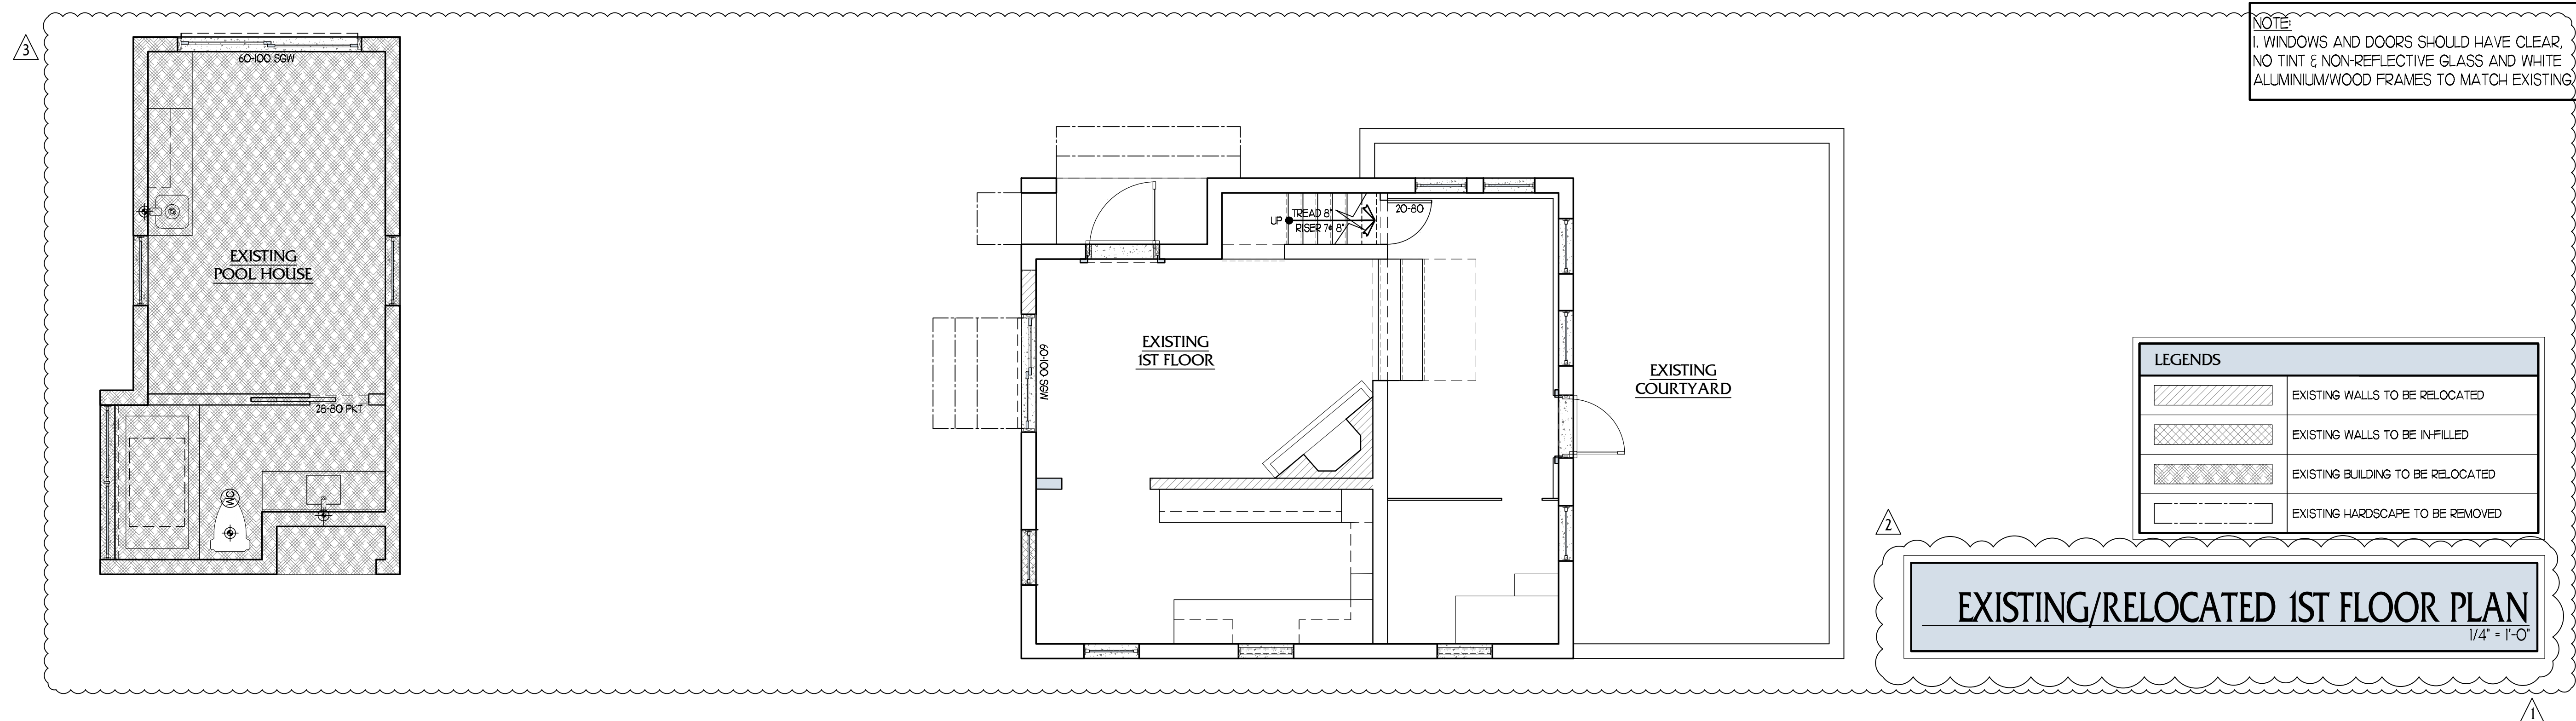 3
60-100 SGW
EXISTING
POOL HOUSE
28-80 PKT
WC
UP
TREAD 8"
RISER 7@ 8"
20-80
EXISTING
1ST FLOOR
60-100 SGW
EXISTING
COURTYARD
NOTE:
1. WINDOWS AND DOORS SHOULD HAVE CLEAR,
NO TINT & NON-REFLECTIVE GLASS AND WHITE
ALUMINIUM/WOOD FRAMES TO MATCH EXISTING
LEGENDS
EXISTING WALLS TO BE RELOCATED
EXISTING WALLS TO BE IN-FILLED
EXISTING BUILDING TO BE RELOCATED
EXISTING HARDSCAPE TO BE REMOVED
2
EXISTING/RELOCATED 1ST FLOOR PLAN
1/4" = 1'-0"
1